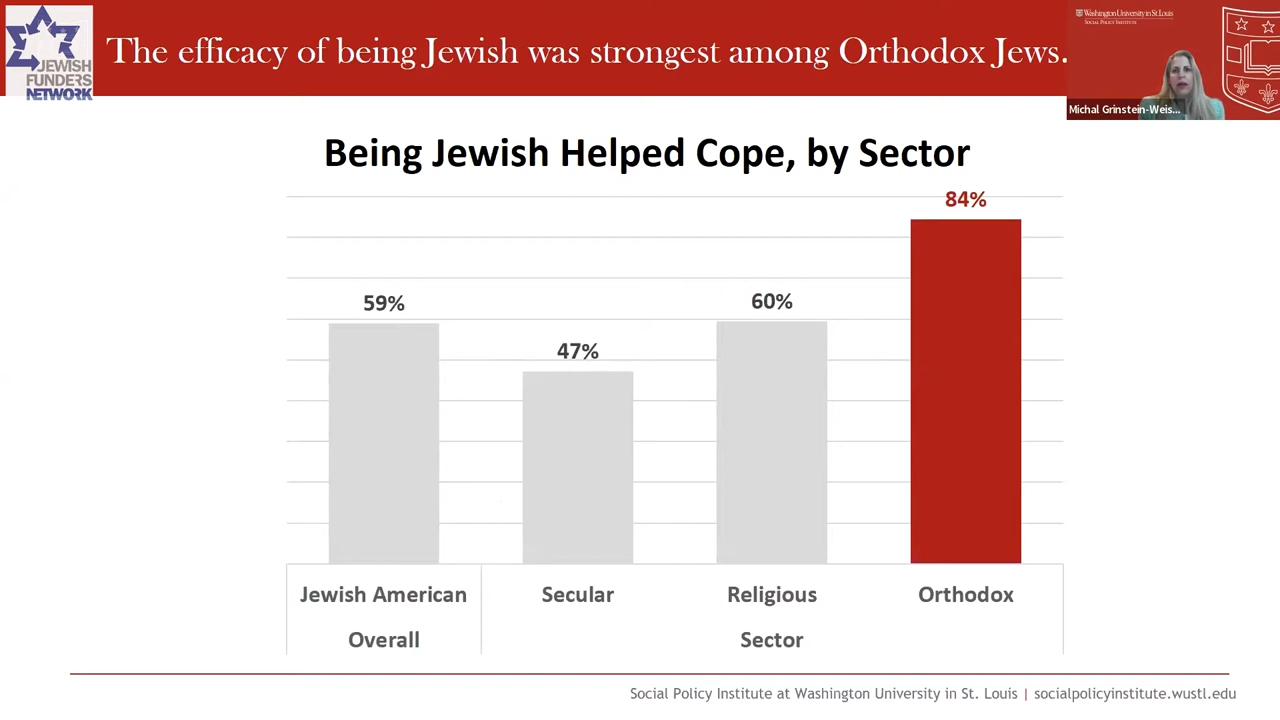 The efficacy of being Jewish was strongest among Orthodox Jews.
JEWISH
FUNDERS
NETWORK
Washington University in St. Louis
SOCIAL POLICY INSTITUTE
Michal Grinstein-Weis...
Being Jewish Helped Cope, by Sector
59%
47%
60%
84%
Jewish American
Secular
Religious
Orthodox
Overall
Sector
Social Policy Institute at Washington University in St. Louis | socialpolicyinstitute.wustl.edu